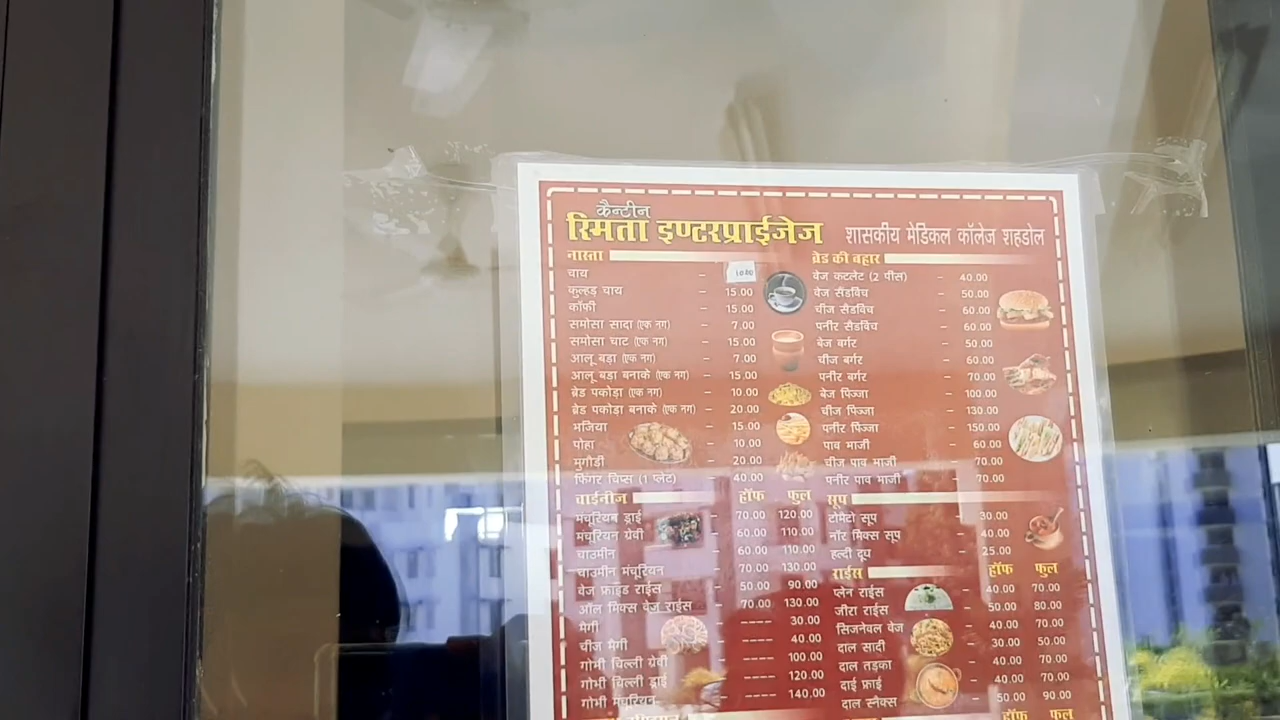 कैन्टीन
स्मिता इण्टरप्राईजेज शासकीय मेडिकल कॉलेज शहडोल
नास्ता
चाय – 10.00
कुल्हड़ चाय 15.00
कॉफी – 15.00
समोसा सादा (एक नग) – 7.00
समोसा चाट (एक नग) – 15.00
आलू बड़ा (एक नग) – 7.00
आलू बड़ा बनाके (एक नग) – 15.00
ब्रेड पकोड़ा (एक नग) – 10.00
ब्रेड पकोड़ा बनाके (एक नग) – 20.00
भजिया – 15.00
पोहा – 10.00
मुगौड़ी – 20.00
फिंगर चिप्स (1 प्लेट) – 40.00
चाईनीज हॉफ फुल
मंचूरियन ड्राई 70.00 120.00
मंचूरियन ग्रेवी 60.00 110.00
चाउमीन 60.00 110.00
चाउमीन मंचूरियन 70.00 130.00
वेज फ्राइड राईस 50.00 90.00
ऑल मिक्स वेज राईस 70.00 130.00
मैगी ---- 30.00
चीज मैगी ---- 40.00
गोभी चिल्ली ग्रेवी ---- 100.00
गोभी चिल्ली ड्राई ---- 120.00
गोभी मंचूरियन ---- 140.00
ब्रेड की बहार
वेज कटलेट (2 पीस) – 40.00
वेज सैंडविच – 50.00
चीज सैंडविच – 60.00
पनीर सैंडविच – 60.00
बेज बर्गर – 50.00
चीज बर्गर – 60.00
पनीर बर्गर – 70.00
बेज पिज्जा – 100.00
चीज पिज्जा – 130.00
पनीर पिज्जा – 150.00
पाव भाजी – 60.00
चीज पाव भाजी – 70.00
पनीर पाव भाजी – 70.00
सूप
टोमेटो सूप – 30.00
नॉर मिक्स सूप – 40.00
हल्दी दूध – 25.00
राईस हॉफ फुल
प्लेन राईस 40.00 70.00
जीरा राईस 50.00 80.00
सिजनेवल वेज 40.00 70.00
दाल सादी 30.00 50.00
दाल तड़का 40.00 70.00
दाई फ्राई 40.00 70.00
दाल स्नैक्स 50.00 90.00
हॉफ फुल